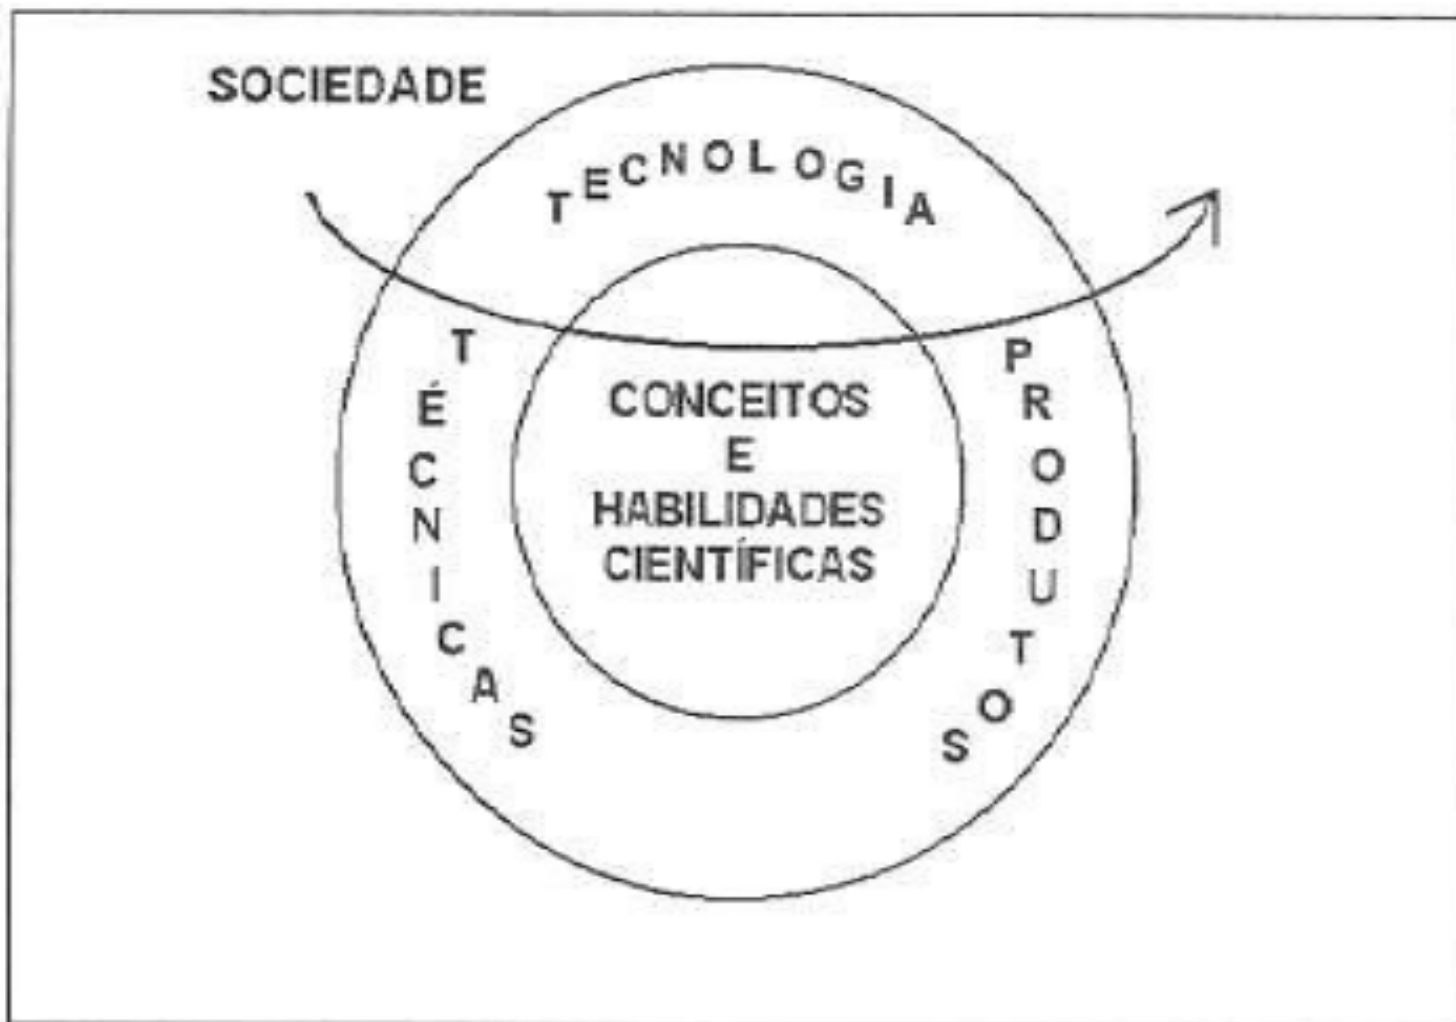 SOCIEDADE
TECNOLOGIA
TÉCNICAS
CONCEITOS
E
HABILIDADES
CIENTÍFICAS
PRODUTOS